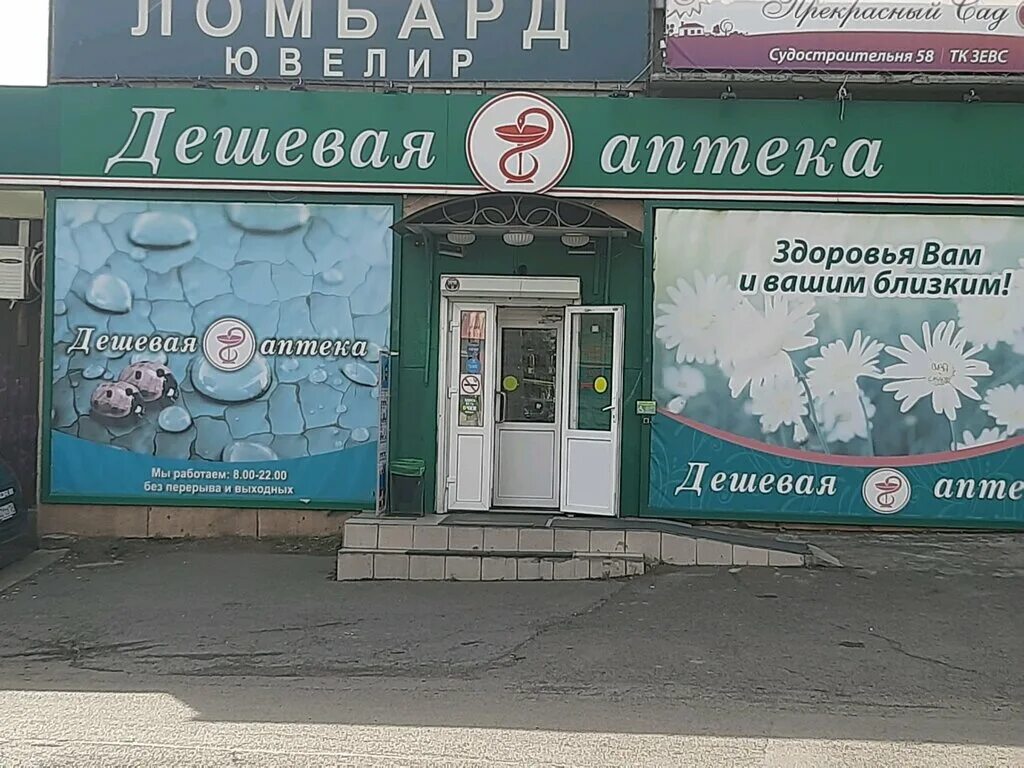 ЛОМБАРД
ЮВЕЛИР
Прекрасный Сад
Судостроительня 58 | ТК ЗЕВС
Дешевая аптека
Дешевая аптека
Мы работаем: 8.00-22.00
без перерыва и выходных
Здоровья Вам
и вашим близким!
Дешевая апте